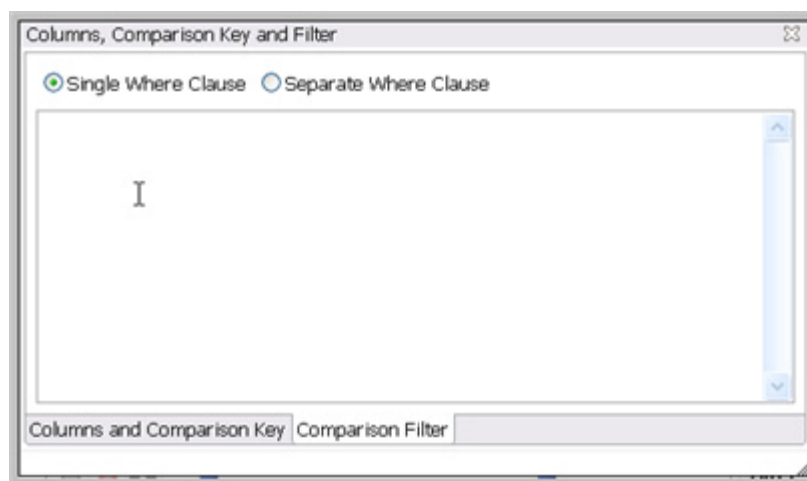 Columns, Comparison Key and Filter
Single Where Clause Separate Where Clause
Columns and Comparison Key Comparison Filter